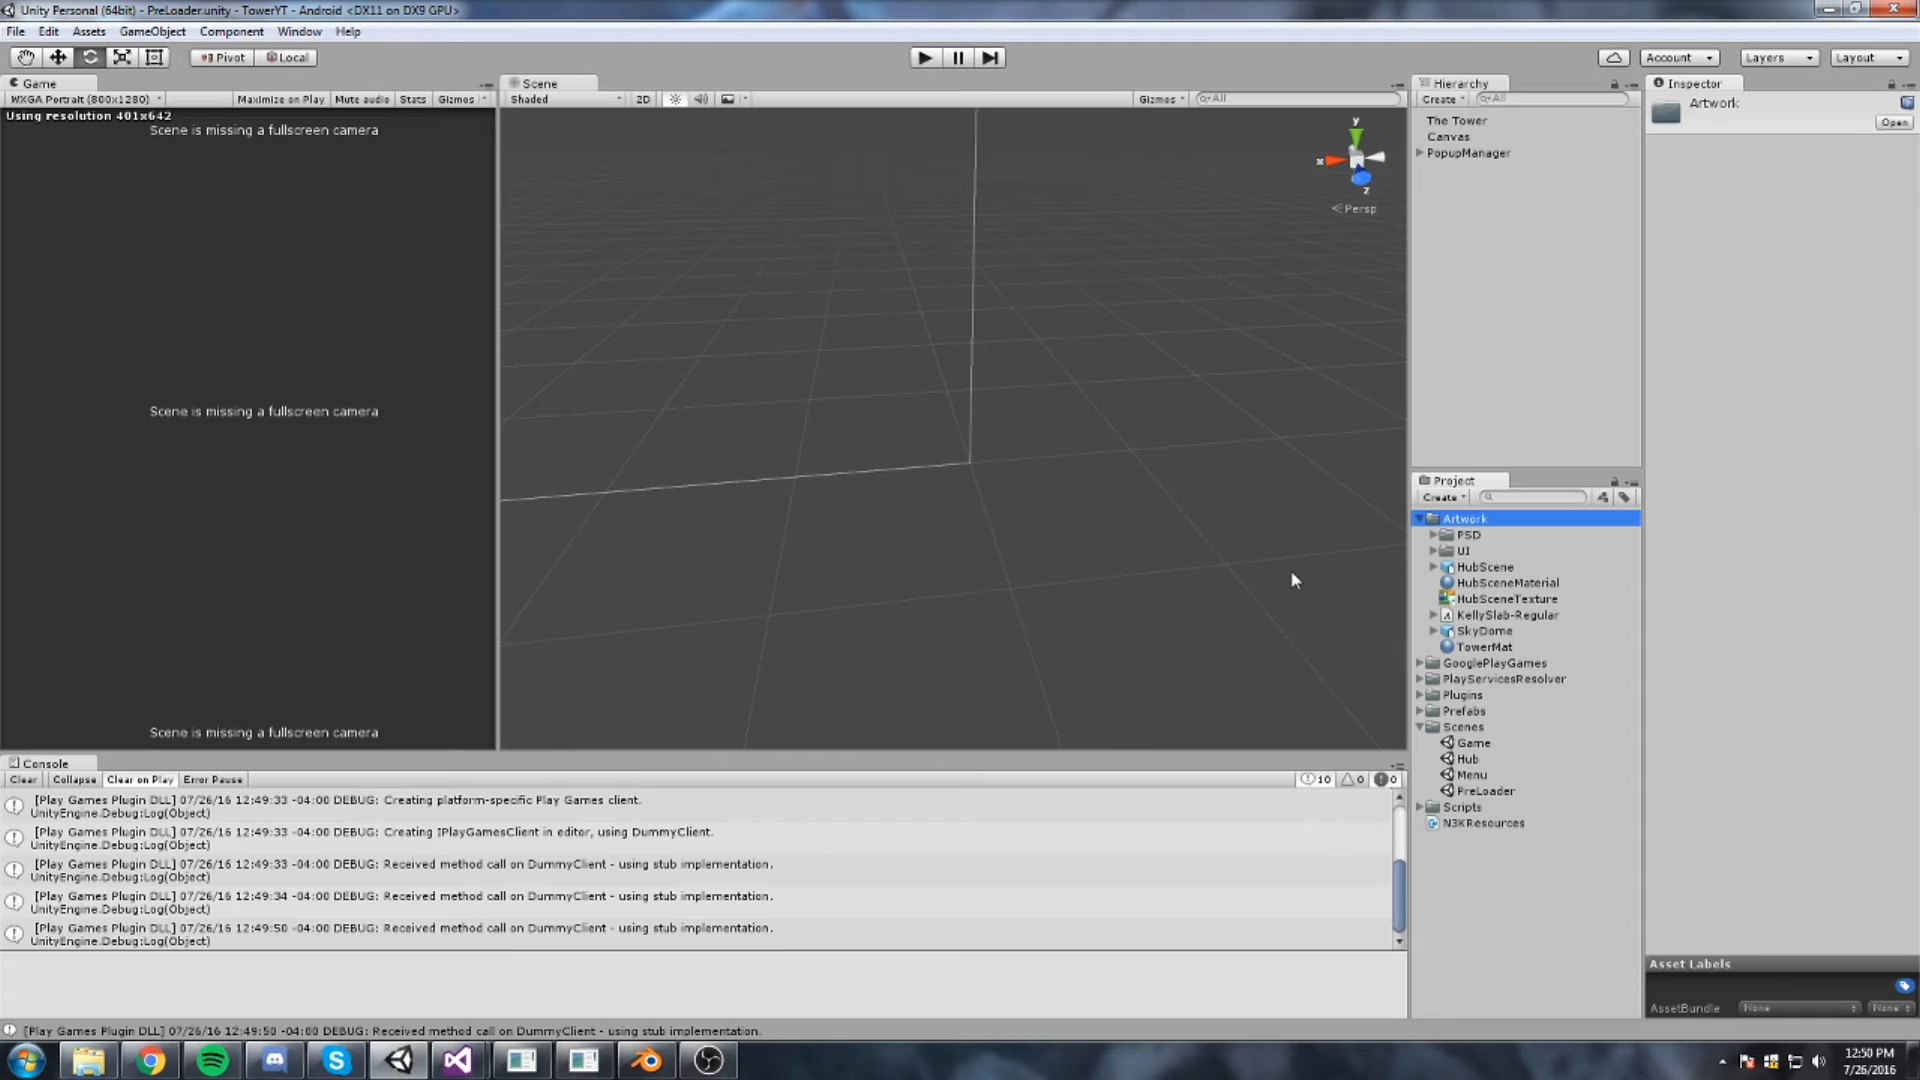 Unity Personal (64bit) - PreLoader.unity - TowerYT - Android <DX11 on DX9 GPU>
File Edit Assets GameObject Component Window Help
Pivot Local Account Layers Layout
Game
WXGA Portrait (800x1280) Maximize on Play Mute audio Stats Gizmos
Using resolution 401x642
Scene is missing a fullscreen camera
Scene is missing a fullscreen camera
Scene is missing a fullscreen camera
Scene
Shaded 2D Gizmos All
y
x
z
Persp
Hierarchy
Create All
The Tower
Canvas
PopupManager
Project
Create
Artwork
PSD
UI
HubScene
HubSceneMaterial
HubSceneTexture
KellySlab-Regular
SkyDome
TowerMat
GooglePlayGames
PlayServicesResolver
Plugins
Prefabs
Scenes
Game
Hub
Menu
PreLoader
Scripts
N3KResources
Inspector
Artwork
Open
Asset Labels
AssetBundle None None
Console
Clear Collapse Clear on Play Error Pause 10 0 0
[Play Games Plugin DLL] 07/26/16 12:49:33 -04:00 DEBUG: Creating platform-specific Play Games client.
UnityEngine.Debug:Log(Object)
[Play Games Plugin DLL] 07/26/16 12:49:33 -04:00 DEBUG: Creating IPlayGamesClient in editor, using DummyClient.
UnityEngine.Debug:Log(Object)
[Play Games Plugin DLL] 07/26/16 12:49:33 -04:00 DEBUG: Received method call on DummyClient - using stub implementation.
UnityEngine.Debug:Log(Object)
[Play Games Plugin DLL] 07/26/16 12:49:34 -04:00 DEBUG: Received method call on DummyClient - using stub implementation.
UnityEngine.Debug:Log(Object)
[Play Games Plugin DLL] 07/26/16 12:49:50 -04:00 DEBUG: Received method call on DummyClient - using stub implementation.
UnityEngine.Debug:Log(Object)
[Play Games Plugin DLL] 07/26/16 12:49:50 -04:00 DEBUG: Received method call on DummyClient - using stub implementation.
12:50 PM
7/26/2016